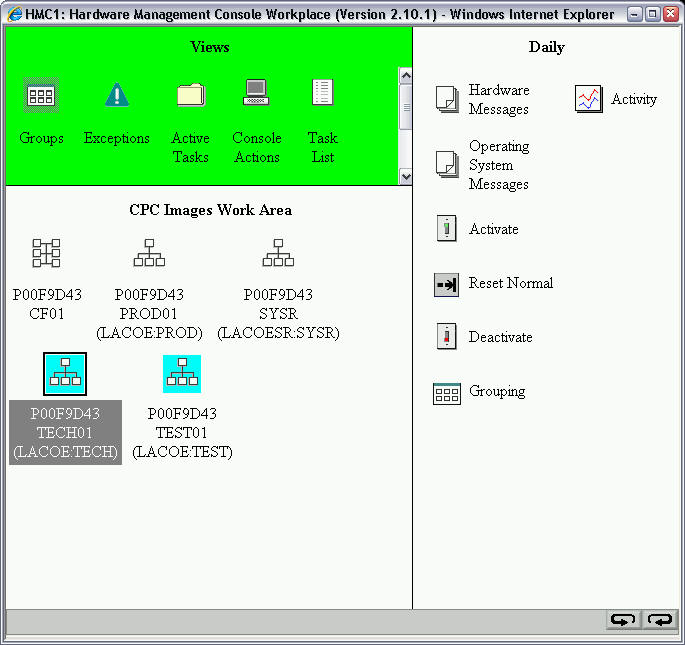 HMC1: Hardware Management Console Workplace (Version 2.10.1) - Windows Internet Explorer
Views
Groups
Exceptions
Active
Tasks
Console
Actions
Task
List
CPC Images Work Area
P00F9D43
CF01
P00F9D43
PROD01
(LACOE:PROD)
P00F9D43
SYSR
(LACOESR:SYSR)
P00F9D43
TECH01
(LACOE:TECH)
P00F9D43
TEST01
(LACOE:TEST)
Daily
Hardware
Messages
Activity
Operating
System
Messages
Activate
Reset Normal
Deactivate
Grouping